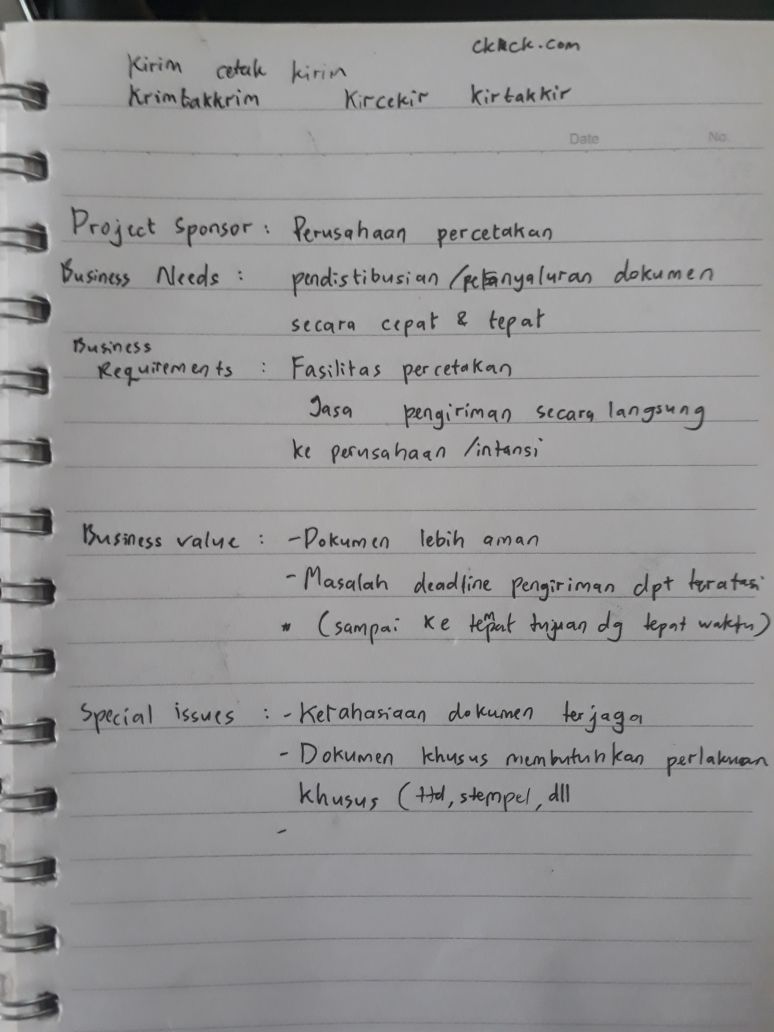 Kirim cetak kirim
Krimtakkrim Kircekir kirtakkir
Date No.
Project Sponsor : Perusahaan percetakan
Business Needs : pendistibusian /penyaluran dokumen
secara cepat & tepat
Business
Requirements : Fasilitas percetakan
Jasa pengiriman secara langsung
ke perusahaan /intansi
Business value : - Dokumen lebih aman
- Masalah deadline pengiriman dpt teratasi
* (sampai ke tempat tujuan dg tepat waktu)
Special issues : - Kerahasiaan dokumen terjaga
- Dokumen khusus membutuhkan perlakuan
khusus (ttd, stempel, dll
-